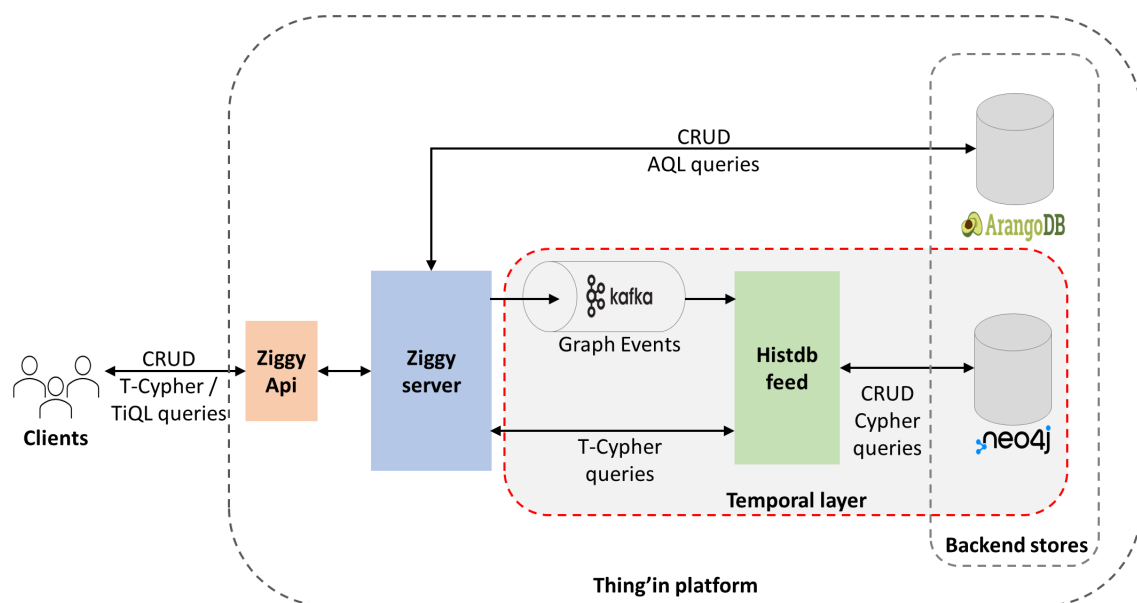 CRUD
AQL queries
ArangoDB
kafka
Graph Events
Ziggy
Api
Ziggy
server
Histdb
feed
CRUD
T-Cypher /
TiQL queries
Clients
CRUD
Cypher
queries
T-Cypher
queries
neo4j
Temporal layer
Backend stores
Thing'in platform